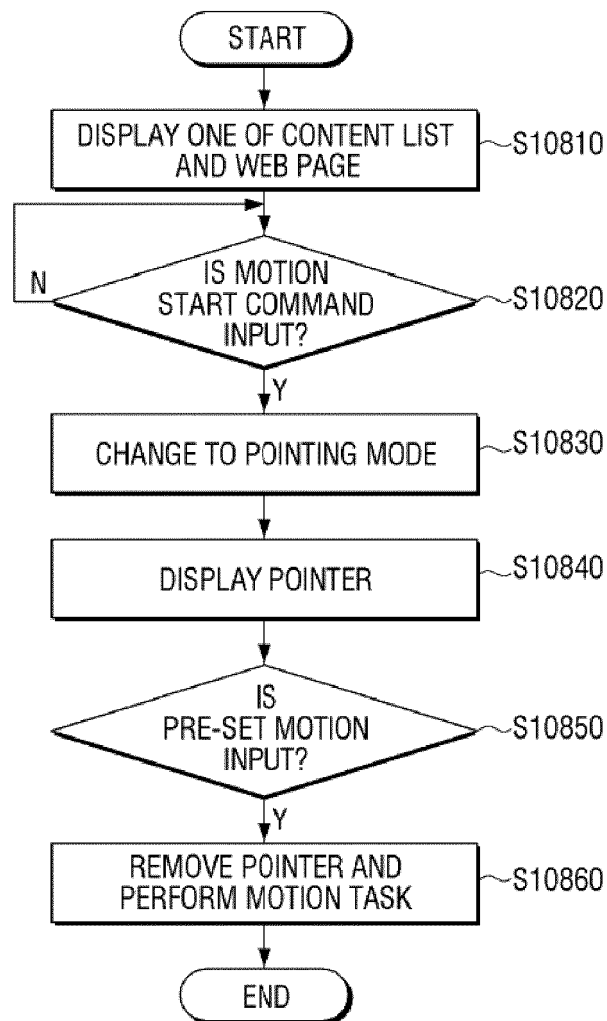 START
DISPLAY ONE OF CONTENT LIST
AND WEB PAGE
S10810
N
IS MOTION
START COMMAND
INPUT?
S10820
Y
CHANGE TO POINTING MODE
S10830
DISPLAY POINTER
S10840
IS
PRE-SET MOTION
INPUT?
S10850
Y
REMOVE POINTER AND
PERFORM MOTION TASK
S10860
END